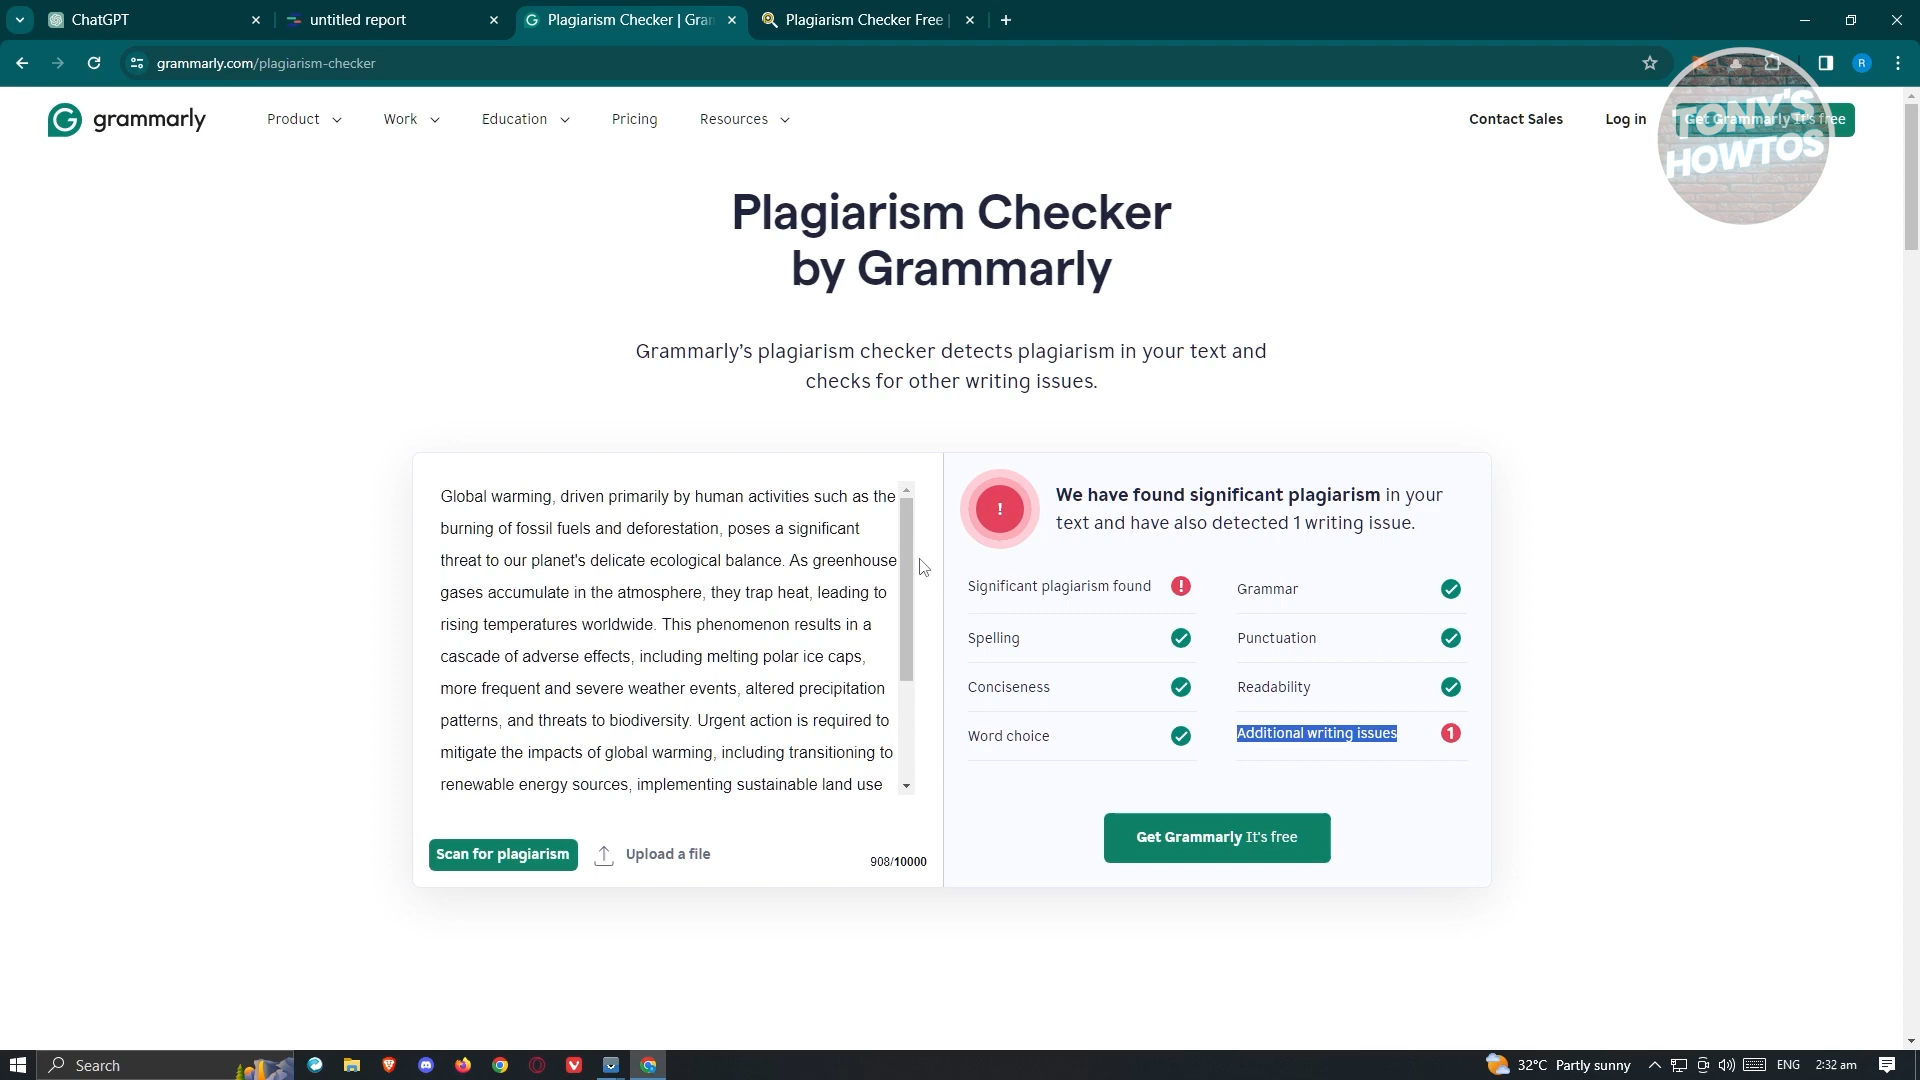 ChatGPT
untitled report
Plagiarism Checker | Gran
Plagiarism Checker Free |
grammarly.com/plagiarism-checker
R
grammarly
Product
Work
Education
Pricing
Resources
Contact Sales
Log in
Get Grammarly It's free
TONY'S
HOWTOS
Plagiarism Checker
by Grammarly
Grammarly's plagiarism checker detects plagiarism in your text and
checks for other writing issues.
Global warming, driven primarily by human activities such as the
burning of fossil fuels and deforestation, poses a significant
threat to our planet's delicate ecological balance. As greenhouse
gases accumulate in the atmosphere, they trap heat, leading to
rising temperatures worldwide. This phenomenon results in a
cascade of adverse effects, including melting polar ice caps,
more frequent and severe weather events, altered precipitation
patterns, and threats to biodiversity. Urgent action is required to
mitigate the impacts of global warming, including transitioning to
renewable energy sources, implementing sustainable land use
Scan for plagiarism
Upload a file
908/10000
! We have found significant plagiarism in your
text and have also detected 1 writing issue.
Significant plagiarism found !
Grammar
Spelling
Punctuation
Conciseness
Readability
Word choice
Additional writing issues 1
Get Grammarly It's free
Search
32°C Partly sunny
ENG
2:32 am